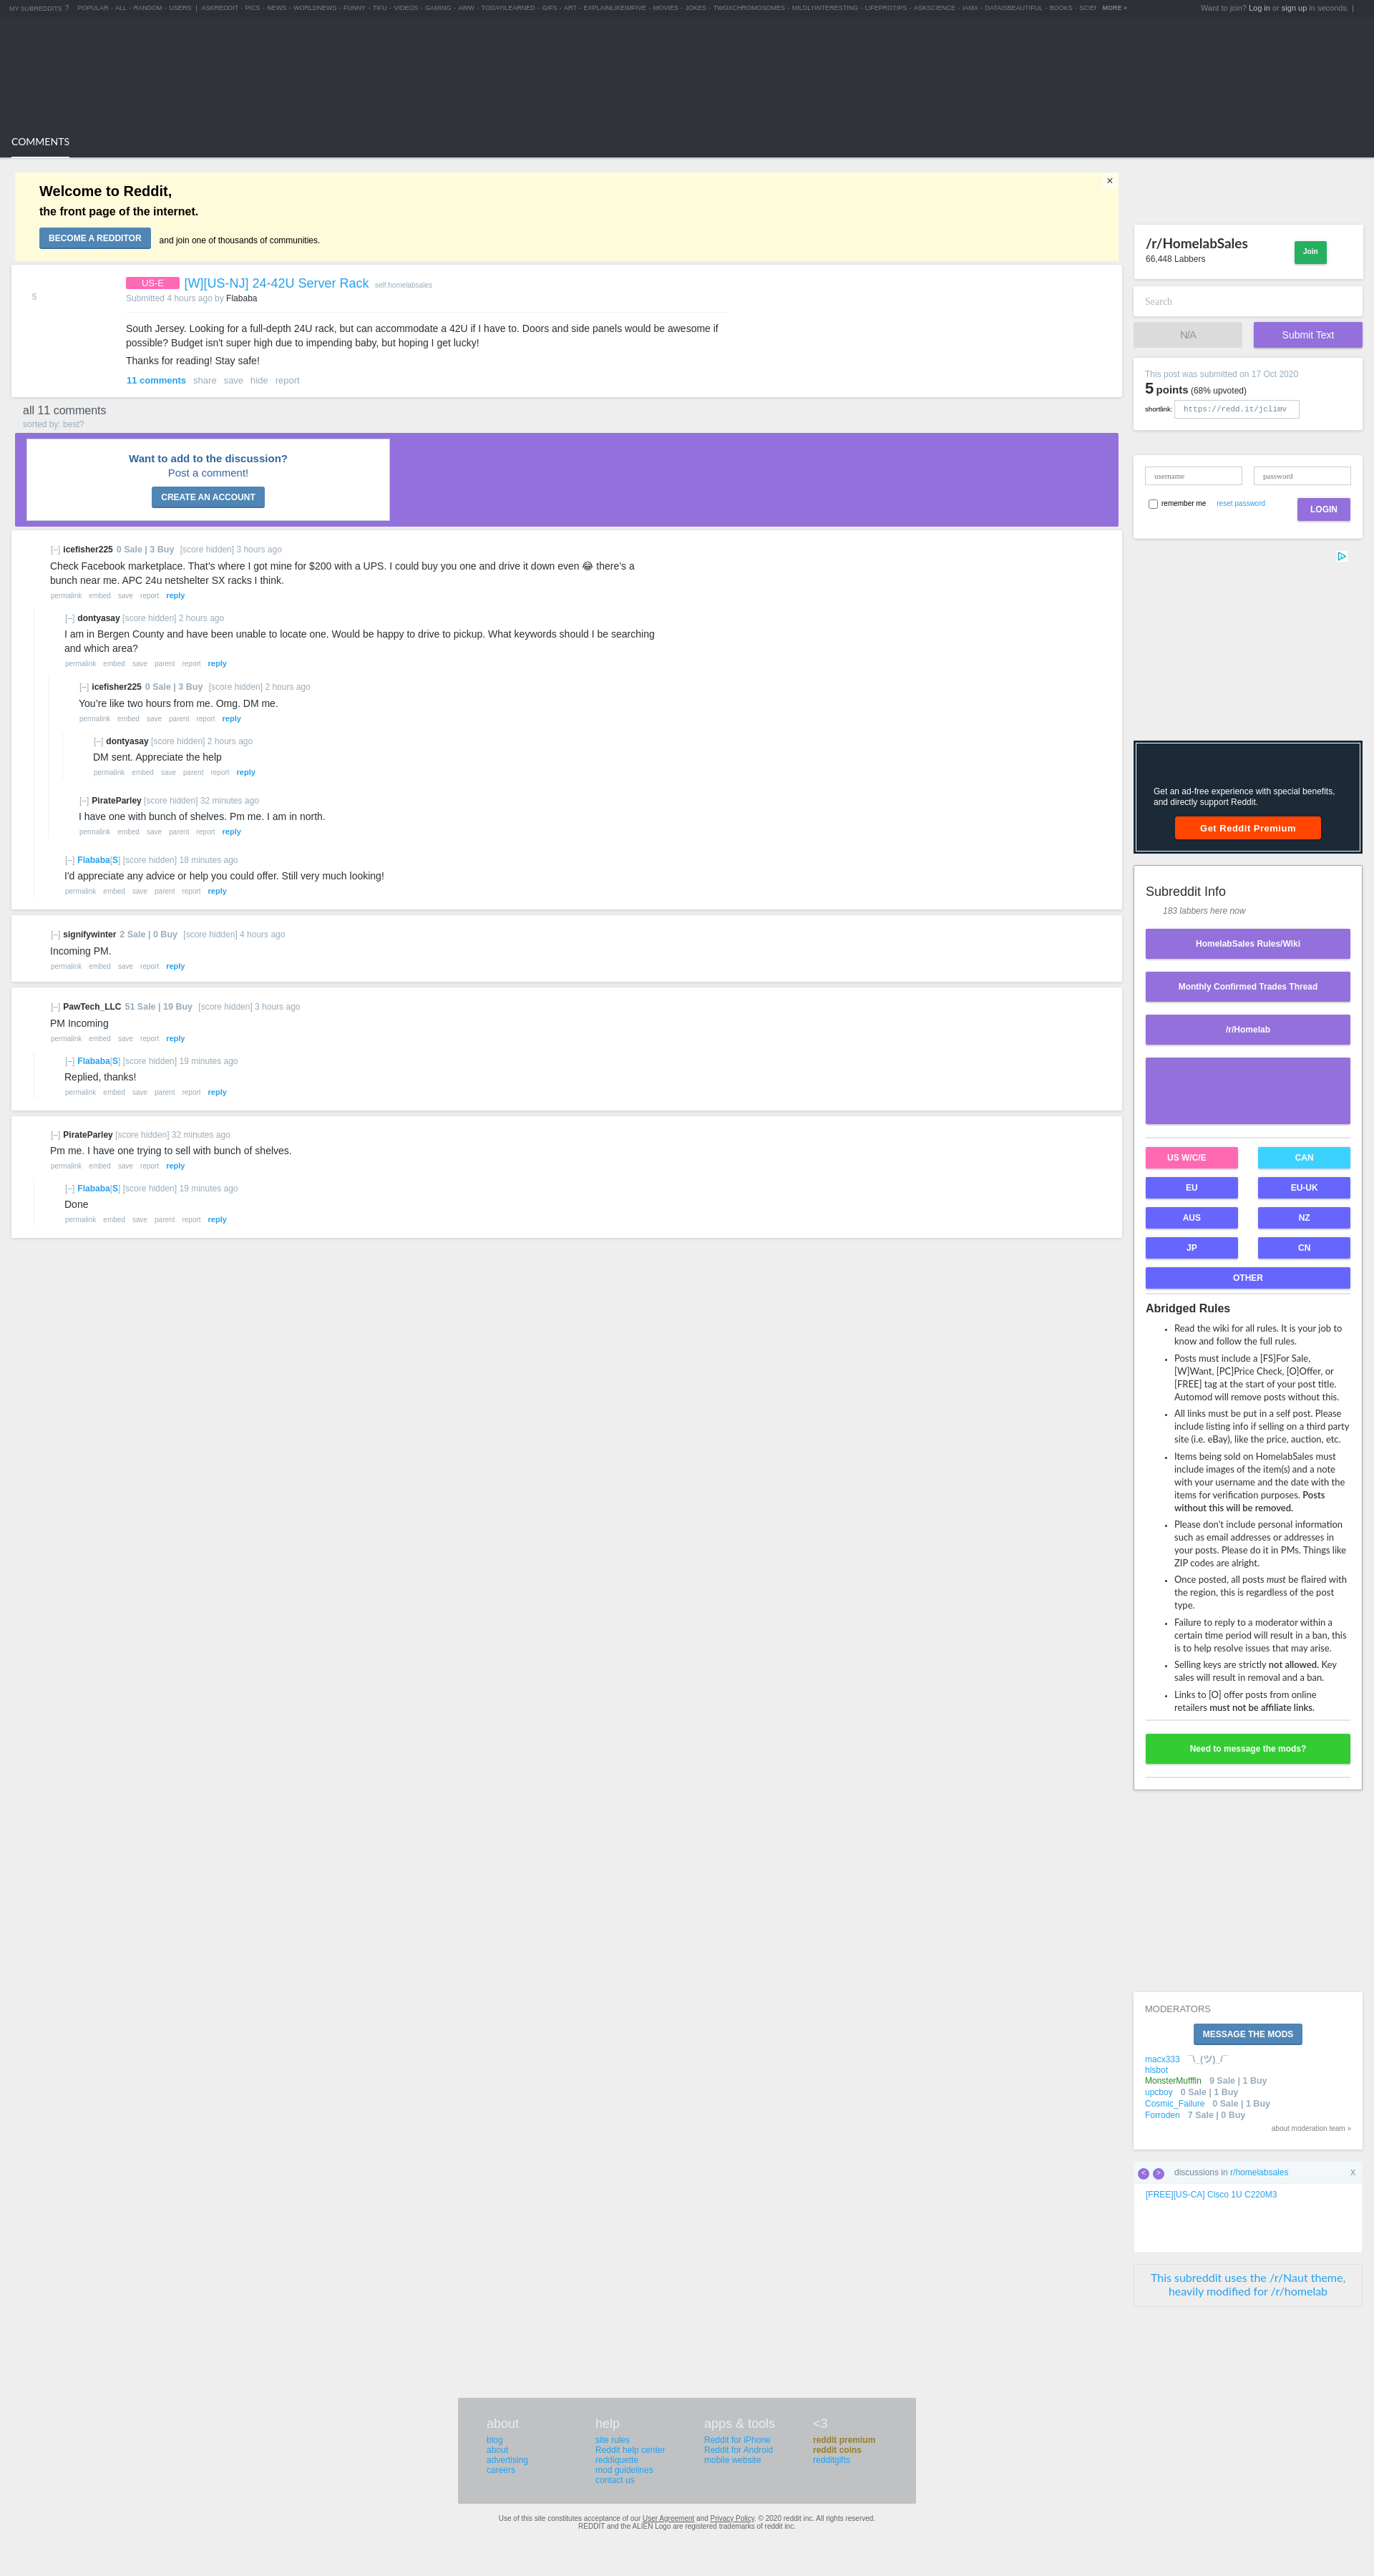 MY SUBREDDITS ? POPULAR - ALL - RANDOM - USERS | ASKREDDIT - PICS - NEWS - WORLDNEWS - FUNNY - TIFU - VIDEOS - GAMING - AWW - TODAYILEARNED - GIFS - ART - EXPLAINLIKEIMFIVE - MOVIES - JOKES - TWOXCHROMOSOMES - MILDLYINTERESTING - LIFEPROTIPS - ASKSCIENCE - IAMA - DATAISBEAUTIFUL - BOOKS - SCIE MORE »
Want to join? Log in or sign up in seconds. |
COMMENTS
Welcome to Reddit,
the front page of the internet.
BECOME A REDDITOR and join one of thousands of communities.
×
5
US-E [W][US-NJ] 24-42U Server Rack self.homelabsales
Submitted 4 hours ago by Flababa
South Jersey. Looking for a full-depth 24U rack, but can accommodate a 42U if I have to. Doors and side panels would be awesome if
possible? Budget isn't super high due to impending baby, but hoping I get lucky!
Thanks for reading! Stay safe!
11 comments share save hide report
all 11 comments
sorted by: best?
Want to add to the discussion?
Post a comment!
CREATE AN ACCOUNT
[–] icefisher225 0 Sale | 3 Buy [score hidden] 3 hours ago
Check Facebook marketplace. That’s where I got mine for $200 with a UPS. I could buy you one and drive it down even 😂 there’s a
bunch near me. APC 24u netshelter SX racks I think.
permalink embed save report reply
[–] dontyasay [score hidden] 2 hours ago
I am in Bergen County and have been unable to locate one. Would be happy to drive to pickup. What keywords should I be searching
and which area?
permalink embed save parent report reply
[–] icefisher225 0 Sale | 3 Buy [score hidden] 2 hours ago
You’re like two hours from me. Omg. DM me.
permalink embed save parent report reply
[–] dontyasay [score hidden] 2 hours ago
DM sent. Appreciate the help
permalink embed save parent report reply
[–] PirateParley [score hidden] 32 minutes ago
I have one with bunch of shelves. Pm me. I am in north.
permalink embed save parent report reply
[–] Flababa[S] [score hidden] 18 minutes ago
I'd appreciate any advice or help you could offer. Still very much looking!
permalink embed save parent report reply
[–] signifywinter 2 Sale | 0 Buy [score hidden] 4 hours ago
Incoming PM.
permalink embed save report reply
[–] PawTech_LLC 51 Sale | 19 Buy [score hidden] 3 hours ago
PM Incoming
permalink embed save report reply
[–] Flababa[S] [score hidden] 19 minutes ago
Replied, thanks!
permalink embed save parent report reply
[–] PirateParley [score hidden] 32 minutes ago
Pm me. I have one trying to sell with bunch of shelves.
permalink embed save report reply
[–] Flababa[S] [score hidden] 19 minutes ago
Done
permalink embed save parent report reply
/r/HomelabSales
66,448 Labbers
Join
Search
N/A Submit Text
This post was submitted on 17 Oct 2020
5 points (68% upvoted)
shortlink: https://redd.it/jclimv
username password
remember me reset password LOGIN
Get an ad-free experience with special benefits,
and directly support Reddit.
Get Reddit Premium
Subreddit Info
183 labbers here now
HomelabSales Rules/Wiki
Monthly Confirmed Trades Thread
/r/Homelab
US W/C/E CAN
EU EU-UK
AUS NZ
JP CN
OTHER
Abridged Rules
• Read the wiki for all rules. It is your job to
know and follow the full rules.
• Posts must include a [FS]For Sale,
[W]Want, [PC]Price Check, [O]Offer, or
[FREE] tag at the start of your post title.
Automod will remove posts without this.
• All links must be put in a self post. Please
include listing info if selling on a third party
site (i.e. eBay), like the price, auction, etc.
• Items being sold on HomelabSales must
include images of the item(s) and a note
with your username and the date with the
items for verification purposes. Posts
without this will be removed.
• Please don't include personal information
such as email addresses or addresses in
your posts. Please do it in PMs. Things like
ZIP codes are alright.
• Once posted, all posts must be flaired with
the region, this is regardless of the post
type.
• Failure to reply to a moderator within a
certain time period will result in a ban, this
is to help resolve issues that may arise.
• Selling keys are strictly not allowed. Key
sales will result in removal and a ban.
• Links to [O] offer posts from online
retailers must not be affiliate links.
Need to message the mods?
MODERATORS
MESSAGE THE MODS
macx333 ¯\_(ツ)_/¯
hlsbot
MonsterMufffin 9 Sale | 1 Buy
upcboy 0 Sale | 1 Buy
Cosmic_Failure 0 Sale | 1 Buy
Forroden 7 Sale | 0 Buy
about moderation team »
< > discussions in r/homelabsales X
[FREE][US-CA] Cisco 1U C220M3
This subreddit uses the /r/Naut theme,
heavily modified for /r/homelab
about
blog
about
advertising
careers
help
site rules
Reddit help center
reddiquette
mod guidelines
contact us
apps & tools
Reddit for iPhone
Reddit for Android
mobile website
<3
reddit premium
reddit coins
redditgifts
Use of this site constitutes acceptance of our User Agreement and Privacy Policy. © 2020 reddit inc. All rights reserved.
REDDIT and the ALIEN Logo are registered trademarks of reddit inc.